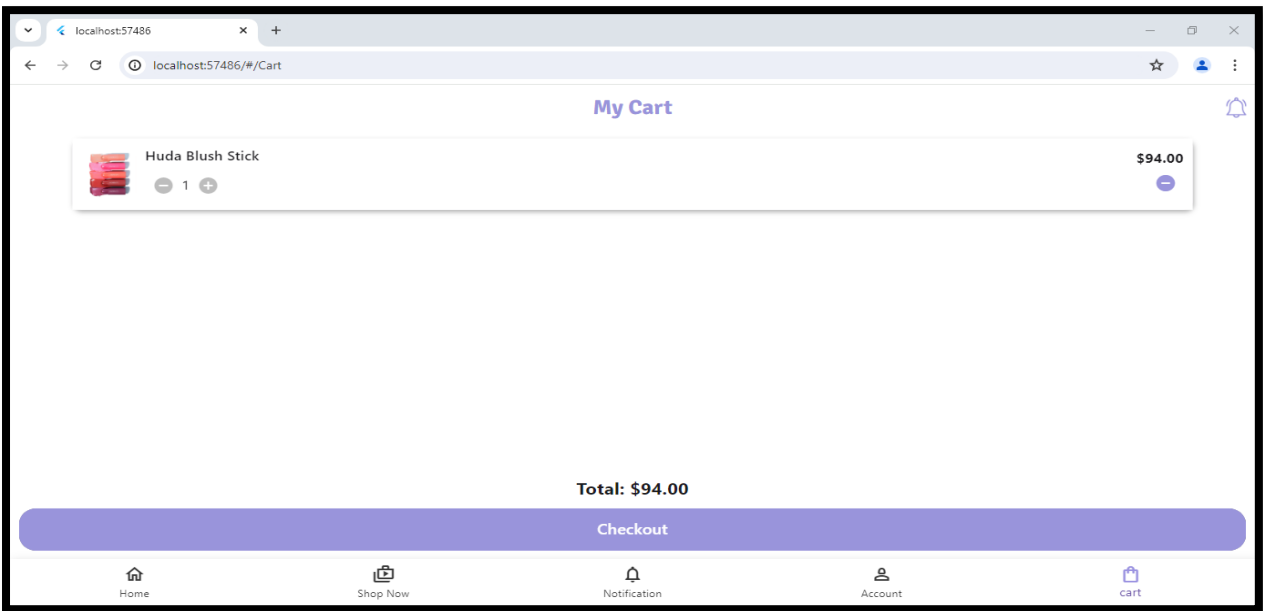 localhost:57486
localhost:57486/#/Cart
My Cart
Huda Blush Stick
$94.00
1
Total: $94.00
Checkout
Home
Shop Now
Notification
Account
cart